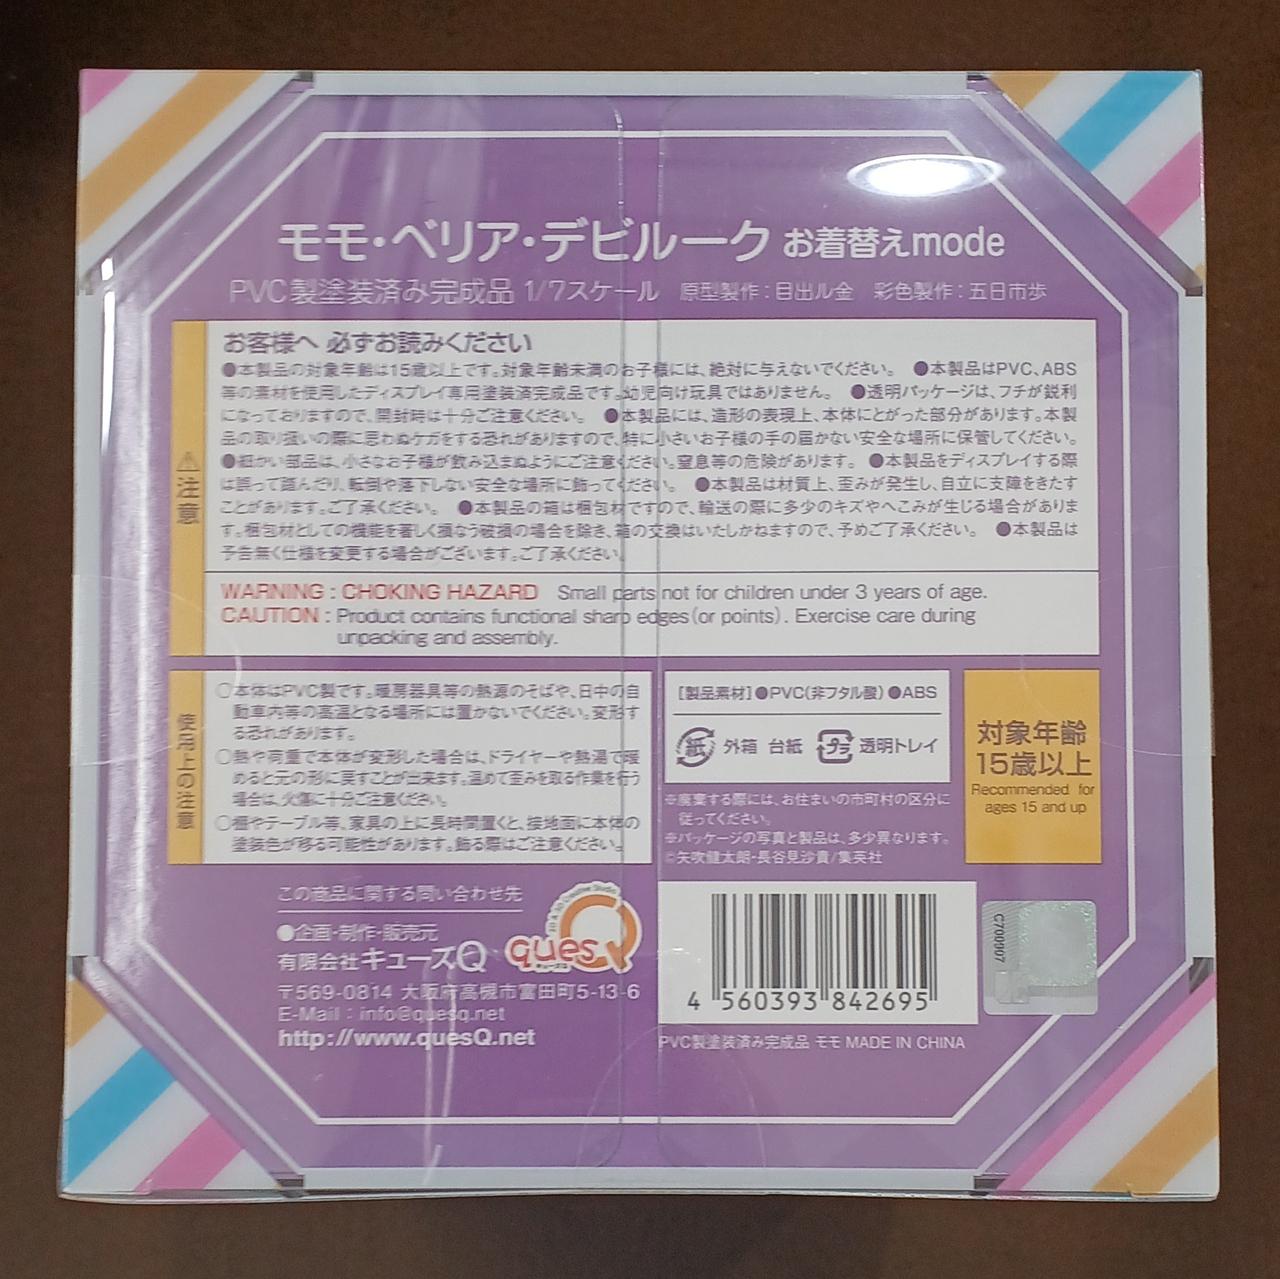 モモ・ベリア・デビルーク お着替えmode
PVC製塗装済み完成品 1/7スケール 原型製作：目出ル金 彩色製作：五日市歩
お客様へ 必ずお読みください
●本製品の対象年齢は15歳以上です。対象年齢未満のお子様には、絶対に与えないでください。 ●本製品はPVC、ABS
等の素材を使用したディスプレイ専用塗装済完成品です。幼児向け玩具ではありません。 ●透明パッケージは、フチが鋭利
になっておりますので、開封時は十分ご注意ください。 ●本製品には、造形の表現上、本体にとがった部分があります。本製
品の取り扱いの際に思わぬケガをする恐れがありますので、特に小さいお子様の手の届かない安全な場所に保管してください。
●細かい部品は、小さなお子様が飲み込まぬようにご注意ください。窒息等の危険があります。 ●本製品をディスプレイする際
は誤って踏んだり、転倒や落下しない安全な場所に飾ってください。 ●本製品は材質上、歪みが発生し、自立に支障をきたす
ことがあります。ご了承ください。 ●本製品の箱は梱包材ですので、輸送の際に多少のキズやへこみが生じる場合がありま
す。梱包材としての機能を著しく損なう破損の場合を除き、箱の交換はいたしかねますので、予めご了承ください。 ●本製品は
予告無く仕様を変更する場合がございます。ご了承ください。
⚠注意
WARNING : CHOKING HAZARD Small parts not for children under 3 years of age.
CAUTION : Product contains functional sharp edges(or points). Exercise care during
unpacking and assembly.
使用上の注意
○本体はPVC製です。暖房器具等の熱源のそばや、日中の自
動車内等の高温となる場所には置かないでください。変形す
る恐れがあります。
○熱や荷重で本体が変形した場合は、ドライヤーや熱湯で暖
めると元の形に戻すことが出来ます。温めて歪みを取る作業を行う
場合は、火傷に十分ご注意ください。
○棚やテーブル等、家具の上に長時間置くと、接地面に本体の
塗装色が移る可能性があります。飾る際はご注意ください。
[製品素材]●PVC(非フタル酸)●ABS
紙 外箱 台紙 プラ 透明トレイ
※廃棄する際には、お住まいの市町村の区分に
従ってください。
※パッケージの写真と製品は、多少異なります。
©矢吹健太朗・長谷見沙貴/集英社
対象年齢
15歳以上
Recommended for
ages 15 and up
この商品に関する問い合わせ先
●企画・制作・販売元
有限会社キューズQ
quesQ
〒569-0814 大阪府高槻市富田町5-13-6
E-Mail : info@quesq.net
http://www.quesQ.net
4 560393 842695
PVC製塗装済み完成品 モモ MADE IN CHINA
C700907